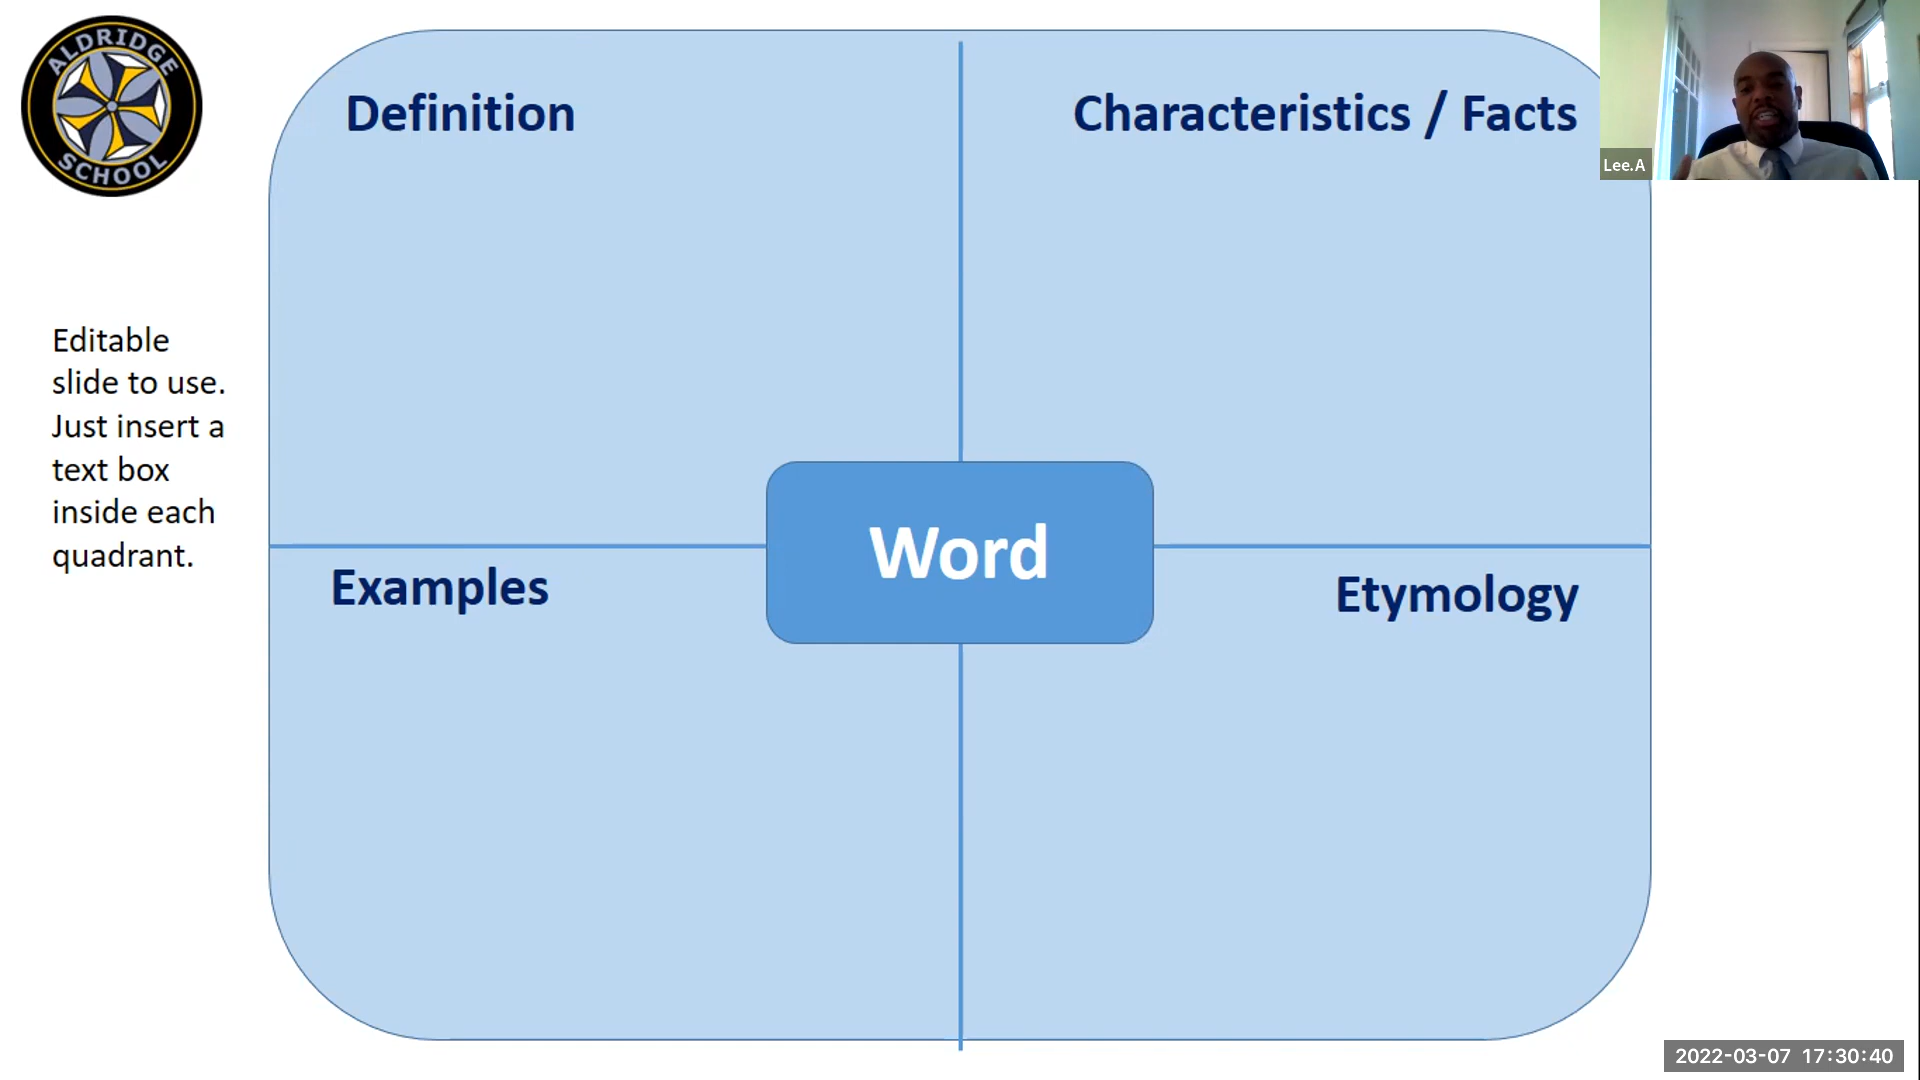 ALDRIDGE
SCHOOL
Definition
Characteristics / Facts
Lee.A
Editable
slide to use.
Just insert a
text box
inside each
quadrant.
Word
Examples
Etymology
2022-03-07 17:30:40